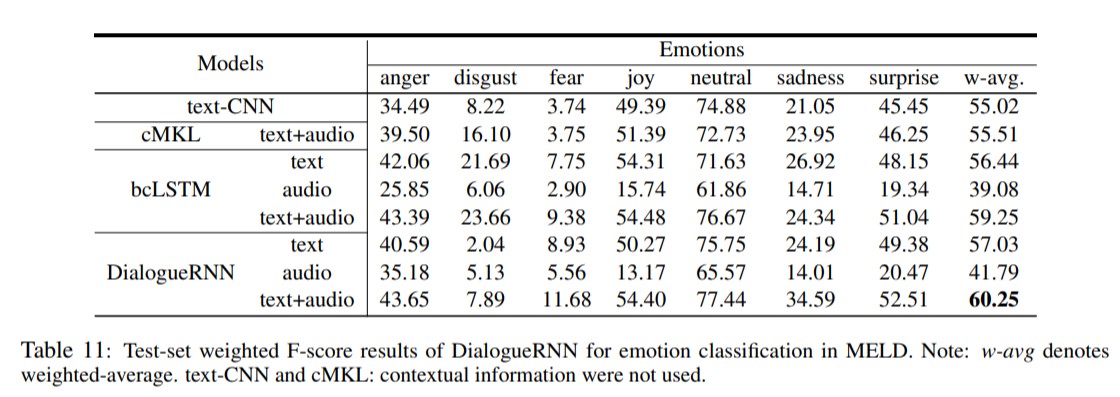 Models Emotions
anger disgust fear joy neutral sadness surprise w-avg.
text-CNN 34.49 8.22 3.74 49.39 74.88 21.05 45.45 55.02
cMKL text+audio 39.50 16.10 3.75 51.39 72.73 23.95 46.25 55.51
text 42.06 21.69 7.75 54.31 71.63 26.92 48.15 56.44
bcLSTM audio 25.85 6.06 2.90 15.74 61.86 14.71 19.34 39.08
text+audio 43.39 23.66 9.38 54.48 76.67 24.34 51.04 59.25
text 40.59 2.04 8.93 50.27 75.75 24.19 49.38 57.03
DialogueRNN audio 35.18 5.13 5.56 13.17 65.57 14.01 20.47 41.79
text+audio 43.65 7.89 11.68 54.40 77.44 34.59 52.51 60.25
Table 11: Test-set weighted F-score results of DialogueRNN for emotion classification in MELD. Note: w-avg denotes
weighted-average. text-CNN and cMKL: contextual information were not used.